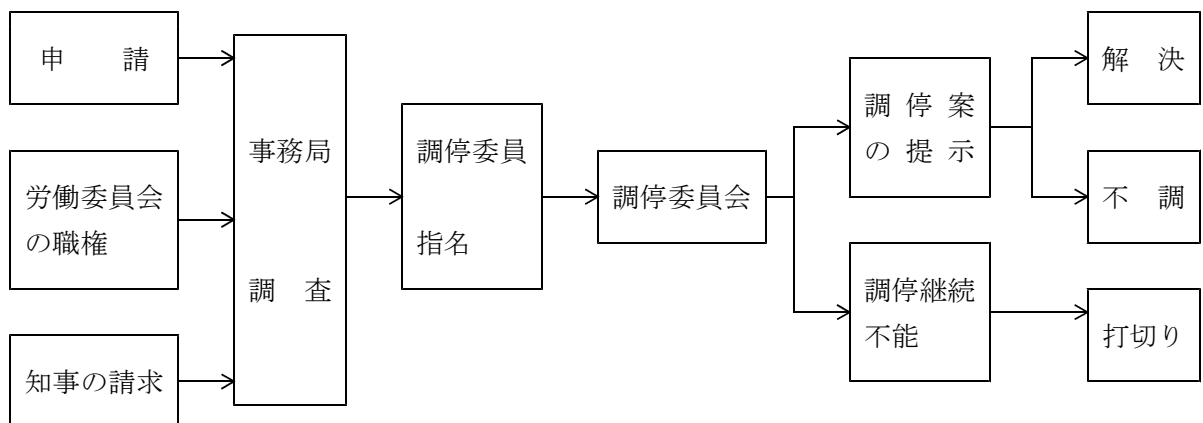 申　　請
労働委員会
の職権
知事の請求
事務局
調　査
調停委員
指名
調停委員会
調 停 案
の 提 示
調停継続
不能
解　決
不　調
打切り